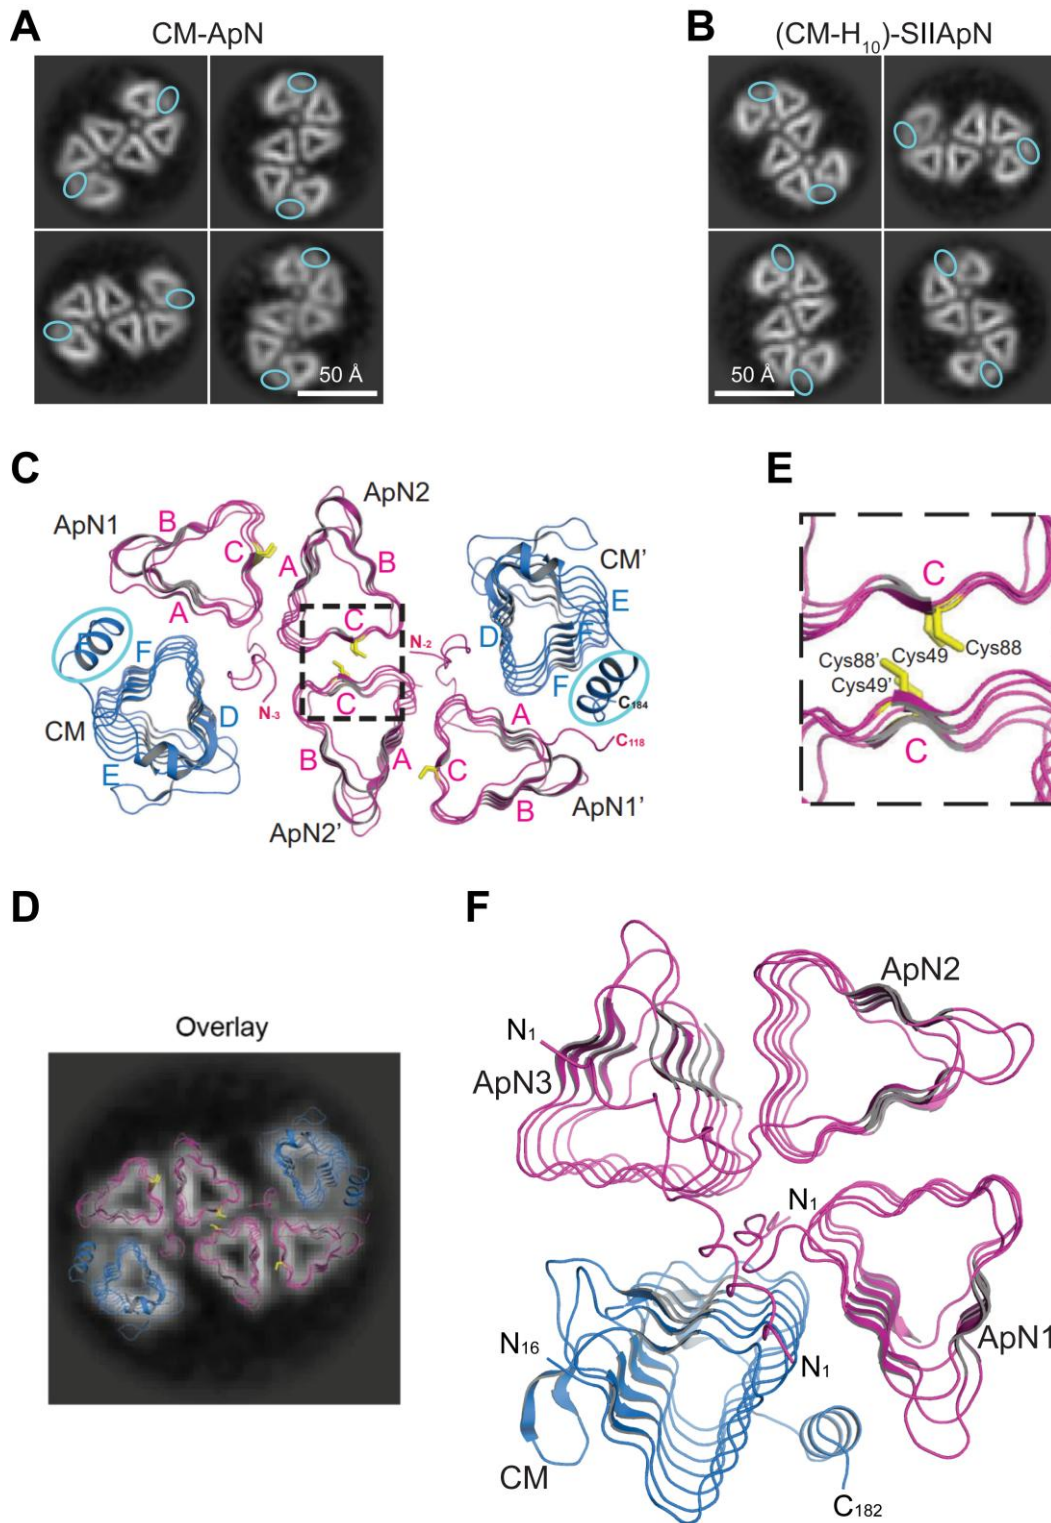 A
CM-ApN
50 Å
B
(CM-H₁₀)-SIIApN
50 Å
C
ApN1
B
C
A
ApN2
A
B
C
CM'
E
D
F
F
CM
D
E
N-3
N-2
C184
C
B
A
ApN2'
A
C
B
C118
ApN1'
E
C
Cys88'
Cys49
Cys88
Cys49'
C
D
Overlay
F
ApN2
N1
ApN3
N1
ApN1
N16
N1
CM
C182